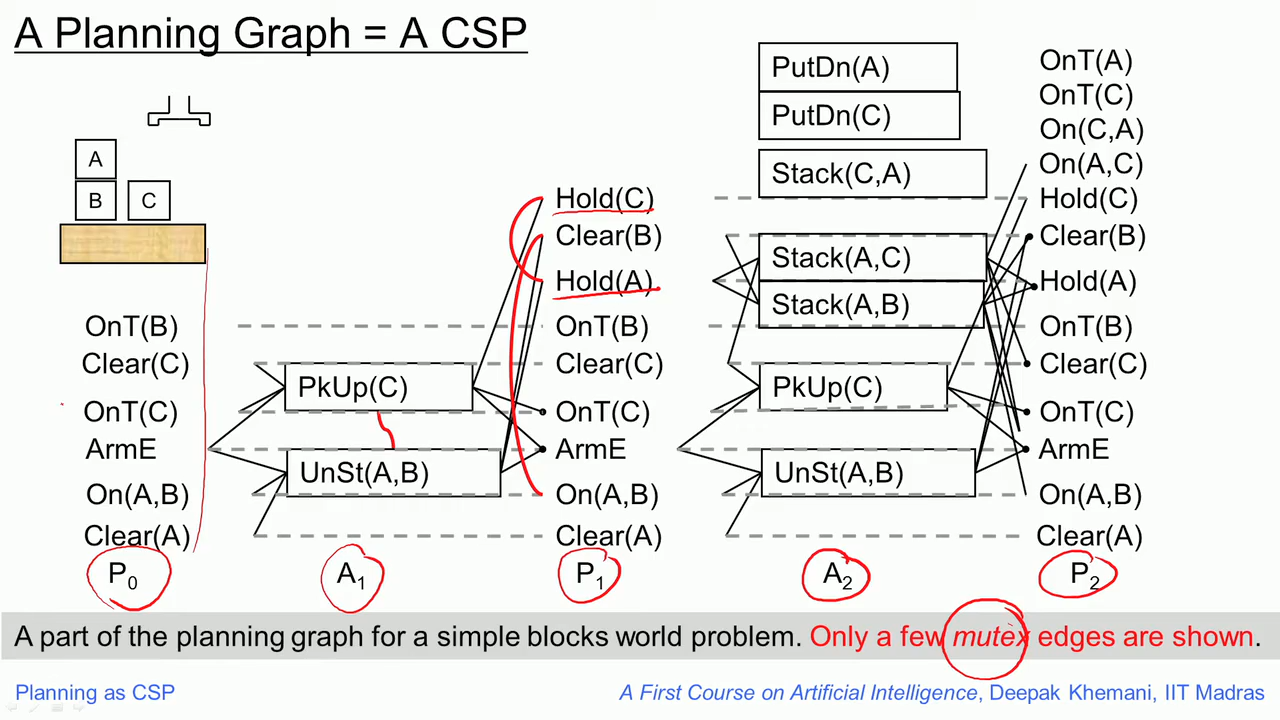 A Planning Graph = A CSP
A
B
C
OnT(B)
Clear(C)
OnT(C)
ArmE
On(A,B)
Clear(A)
P0
PkUp(C)
UnSt(A,B)
A1
Hold(C)
Clear(B)
Hold(A)
OnT(B)
Clear(C)
OnT(C)
ArmE
On(A,B)
Clear(A)
P1
PutDn(A)
PutDn(C)
Stack(C,A)
Stack(A,C)
Stack(A,B)
PkUp(C)
UnSt(A,B)
A2
OnT(A)
OnT(C)
On(C,A)
On(A,C)
Hold(C)
Clear(B)
Hold(A)
OnT(B)
Clear(C)
OnT(C)
ArmE
On(A,B)
Clear(A)
P2
A part of the planning graph for a simple blocks world problem. Only a few mutex edges are shown.
Planning as CSP
A First Course on Artificial Intelligence, Deepak Khemani, IIT Madras